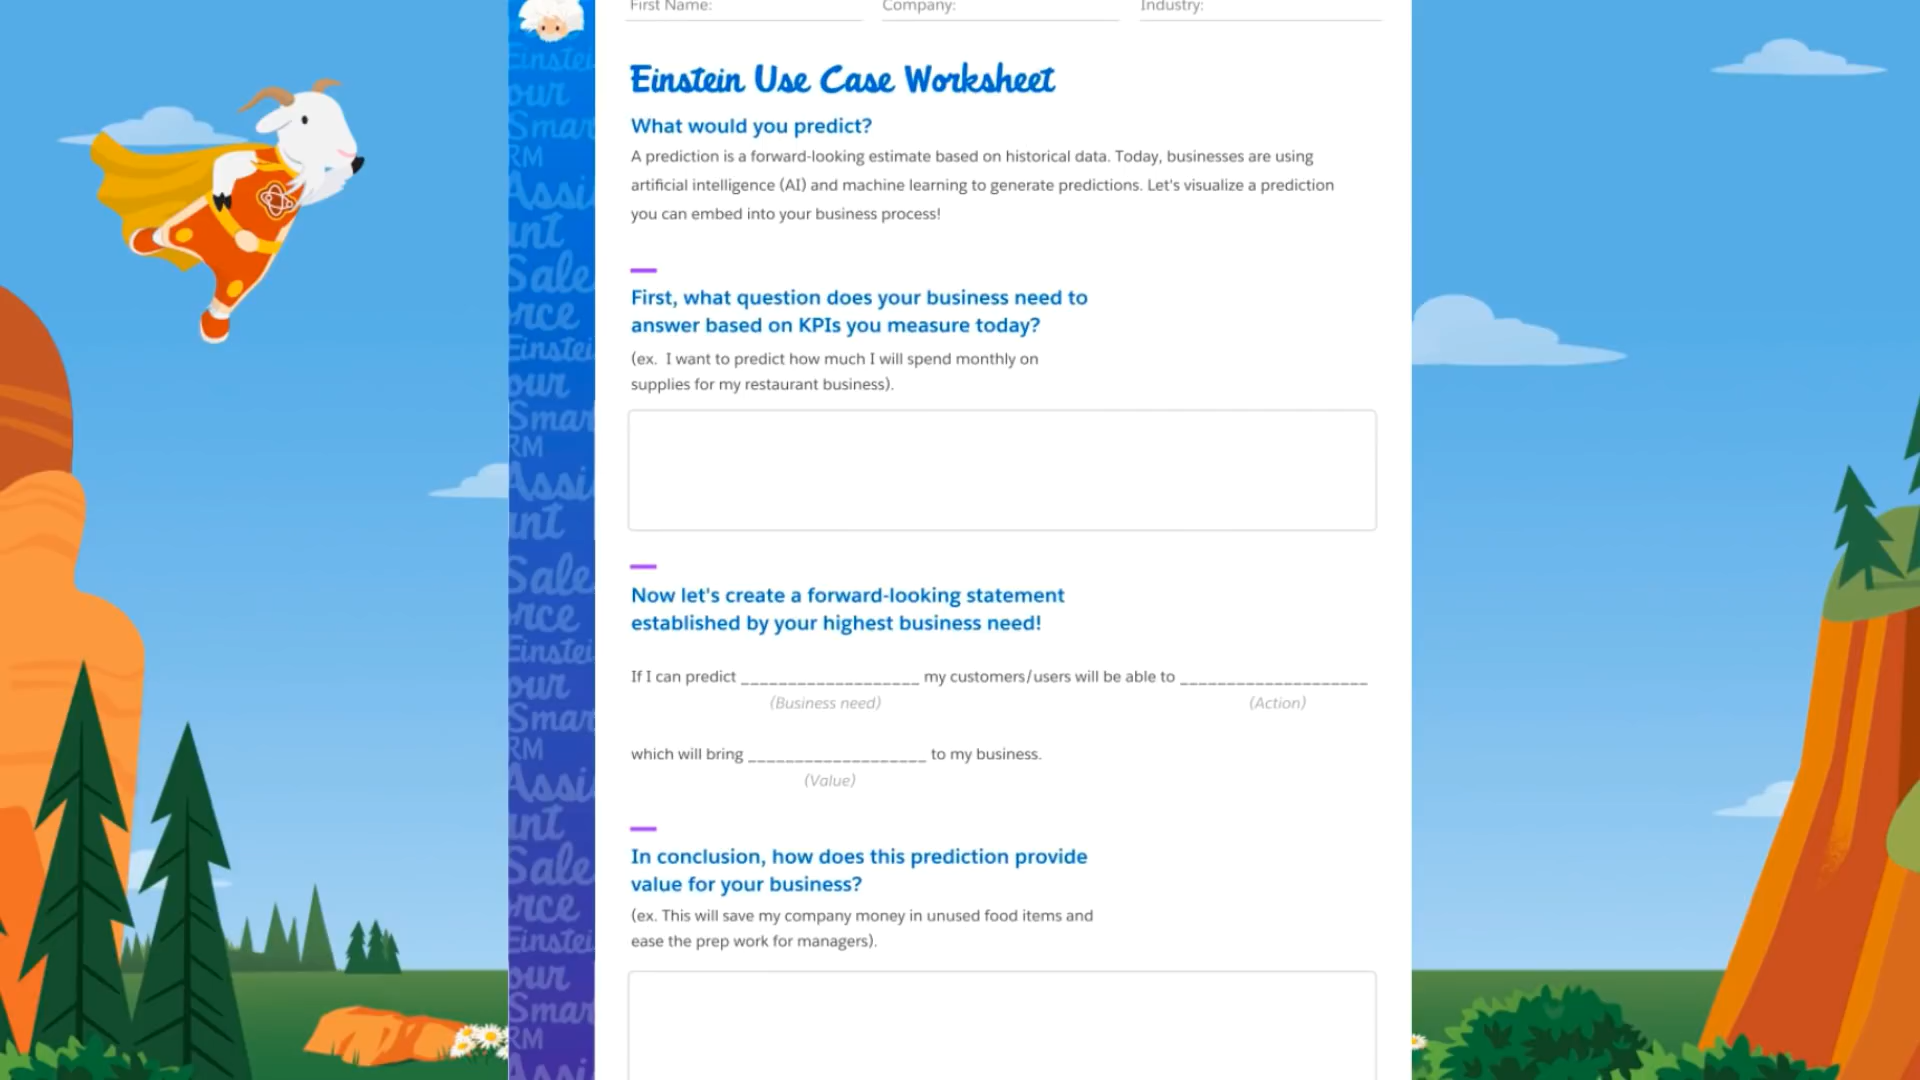 First Name: Company: Industry:
Einstein Use Case Worksheet
What would you predict?
A prediction is a forward-looking estimate based on historical data. Today, businesses are using
artificial intelligence (AI) and machine learning to generate predictions. Let's visualize a prediction
you can embed into your business process!
First, what question does your business need to
answer based on KPIs you measure today?
(ex. I want to predict how much I will spend monthly on
supplies for my restaurant business).
Now let's create a forward-looking statement
established by your highest business need!
If I can predict ___________________ my customers/users will be able to ____________________
(Business need) (Action)
which will bring ___________________ to my business.
(Value)
In conclusion, how does this prediction provide
value for your business?
(ex. This will save my company money in unused food items and
ease the prep work for managers).